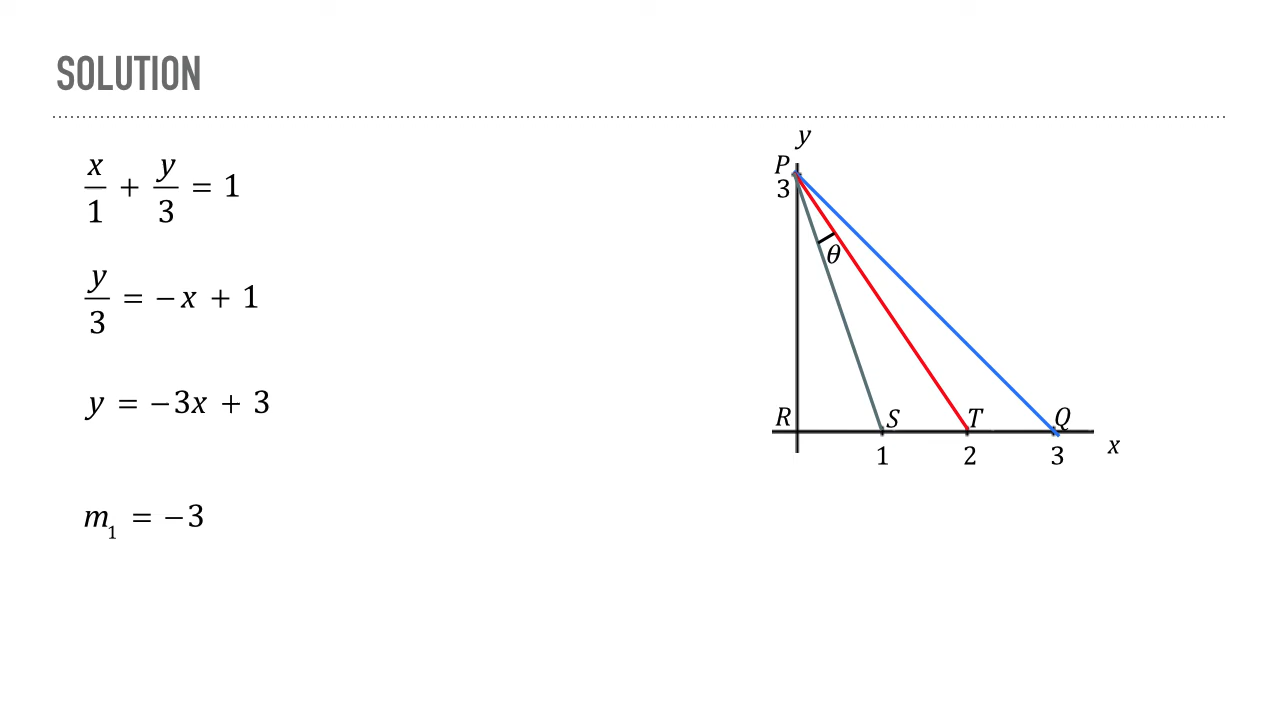 SOLUTION
x/1 + y/3 = 1
y/3 = −x + 1
y = −3x + 3
m₁ = −3
y
P
3
θ
R S T Q
1 2 3 x